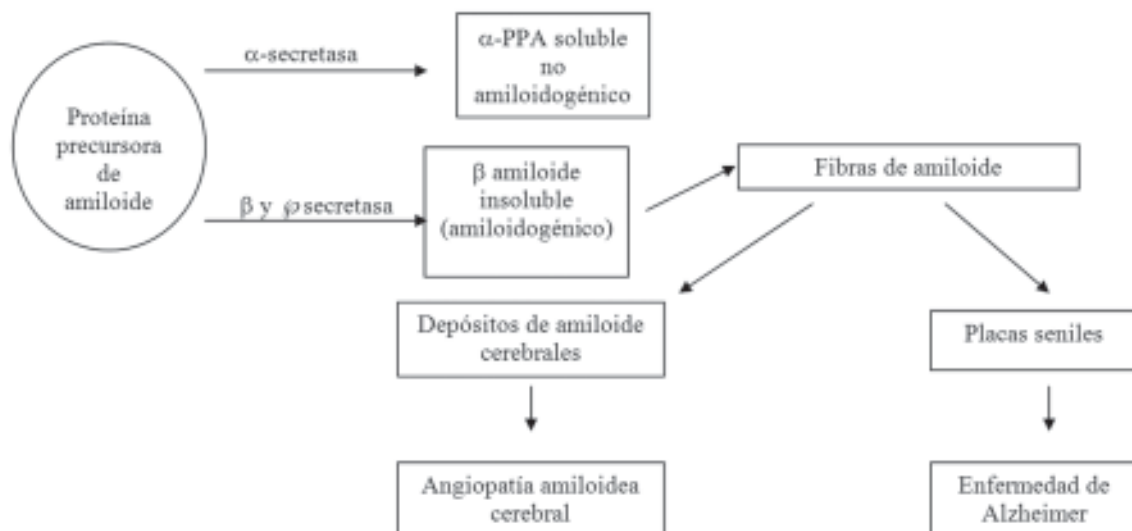 Proteína
precursora
de
amiloide
α-secretasa
α-PPA soluble
no
amiloidogénico
β y ℘ secretasa
β amiloide
insoluble
(amiloidogénico)
Fibras de amiloide
Depósitos de amiloide
cerebrales
Placas seniles
Angiopatía amiloidea
cerebral
Enfermedad de
Alzheimer